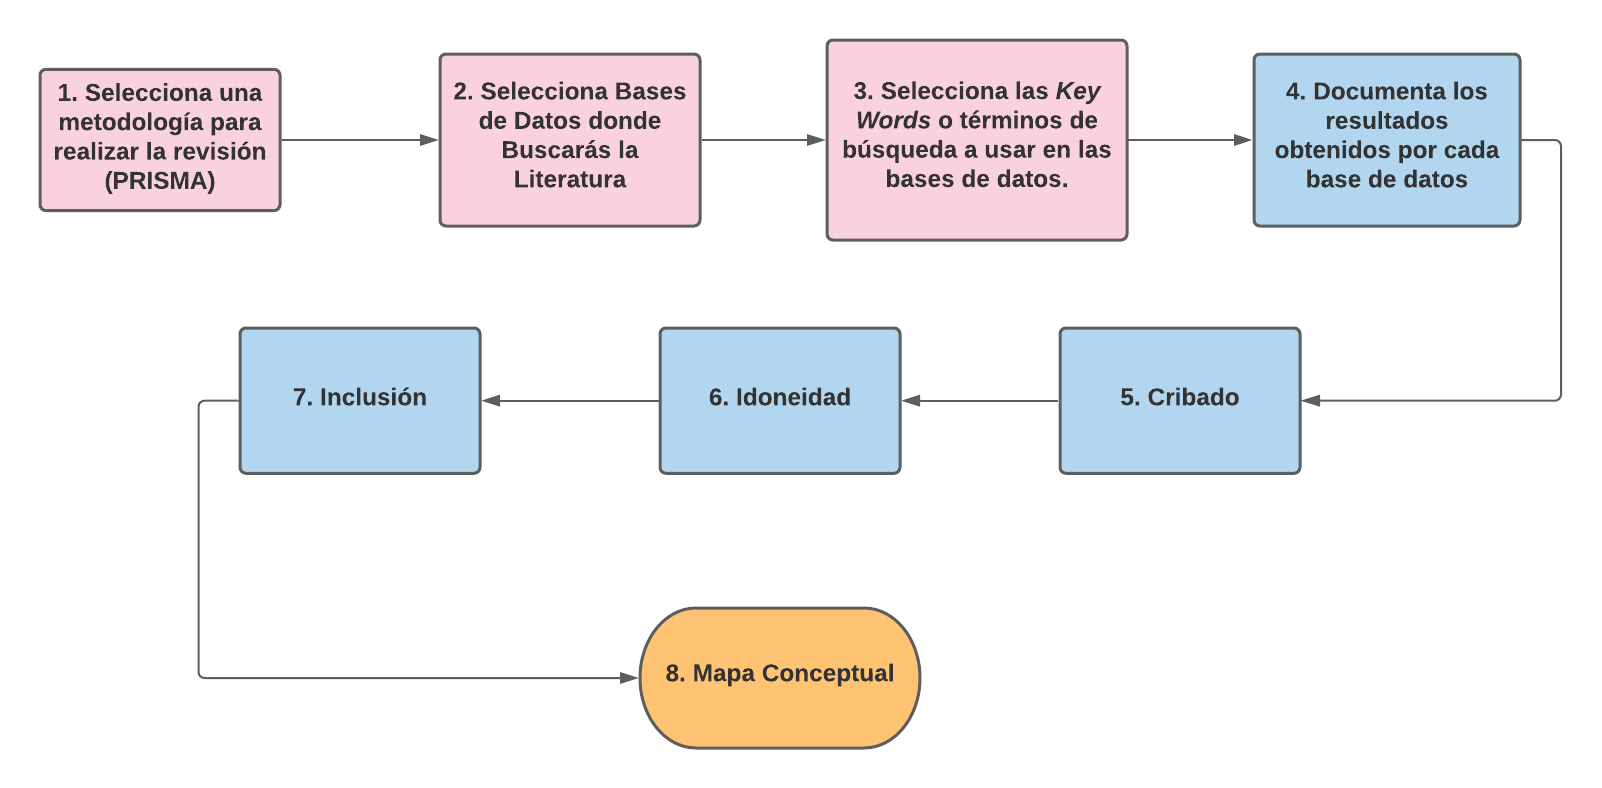 1. Selecciona una
metodología para
realizar la revisión
(PRISMA)
2. Selecciona Bases
de Datos donde
Buscarás la
Literatura
3. Selecciona las Key
Words o términos de
búsqueda a usar en las
bases de datos.
4. Documenta los
resultados
obtenidos por cada
base de datos
5. Cribado
6. Idoneidad
7. Inclusión
8. Mapa Conceptual